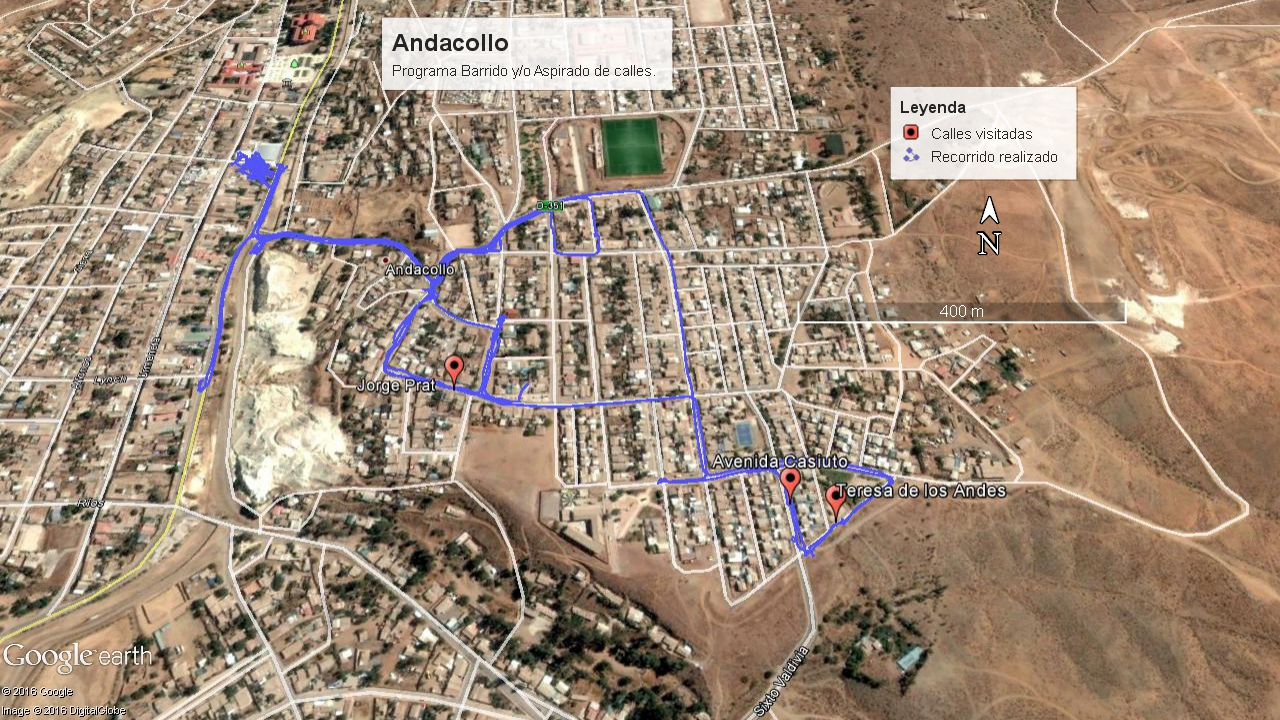 Andacollo
Programa Barrido y/o Aspirado de calles
Leyenda
Calles visitadas
Recorrido realizado
N
400 m
Andacollo
Jorge Prat
Lynch
Avenida Casiuto
Teresa de los Andes
Sixto Valdivia
Google earth
© 2016 Google
Image © 2016 DigitalGlobe